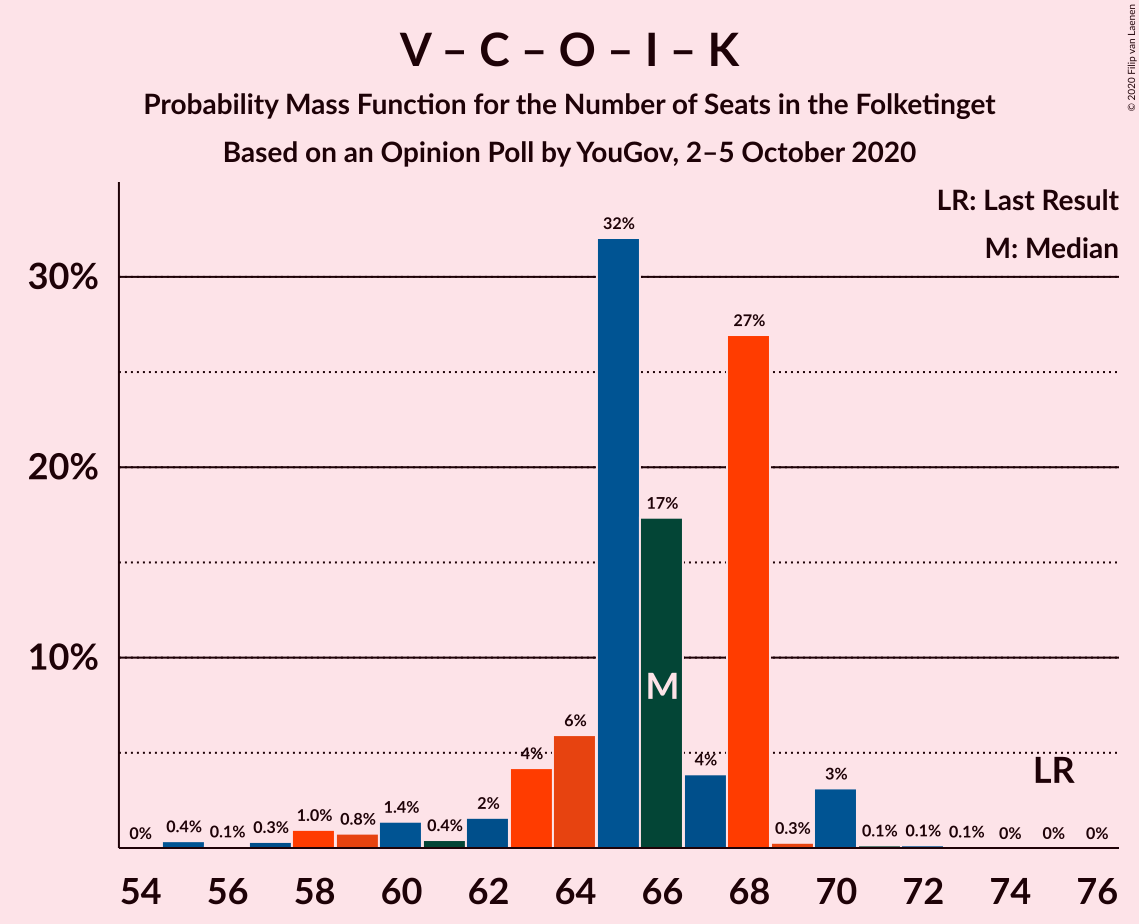 V – C – O – I – K
Probability Mass Function for the Number of Seats in the Folketinget
Based on an Opinion Poll by YouGov, 2–5 October 2020
© 2020 Filip van Laenen
LR: Last Result
M: Median
30%
20%
10%
0%
0.4%
0.1%
0.3%
1.0%
0.8%
1.4%
0.4%
2%
4%
6%
32%
17%
4%
27%
0.3%
3%
0.1%
0.1%
0.1%
0%
0%
0%
M
LR
54 56 58 60 62 64 66 68 70 72 74 76